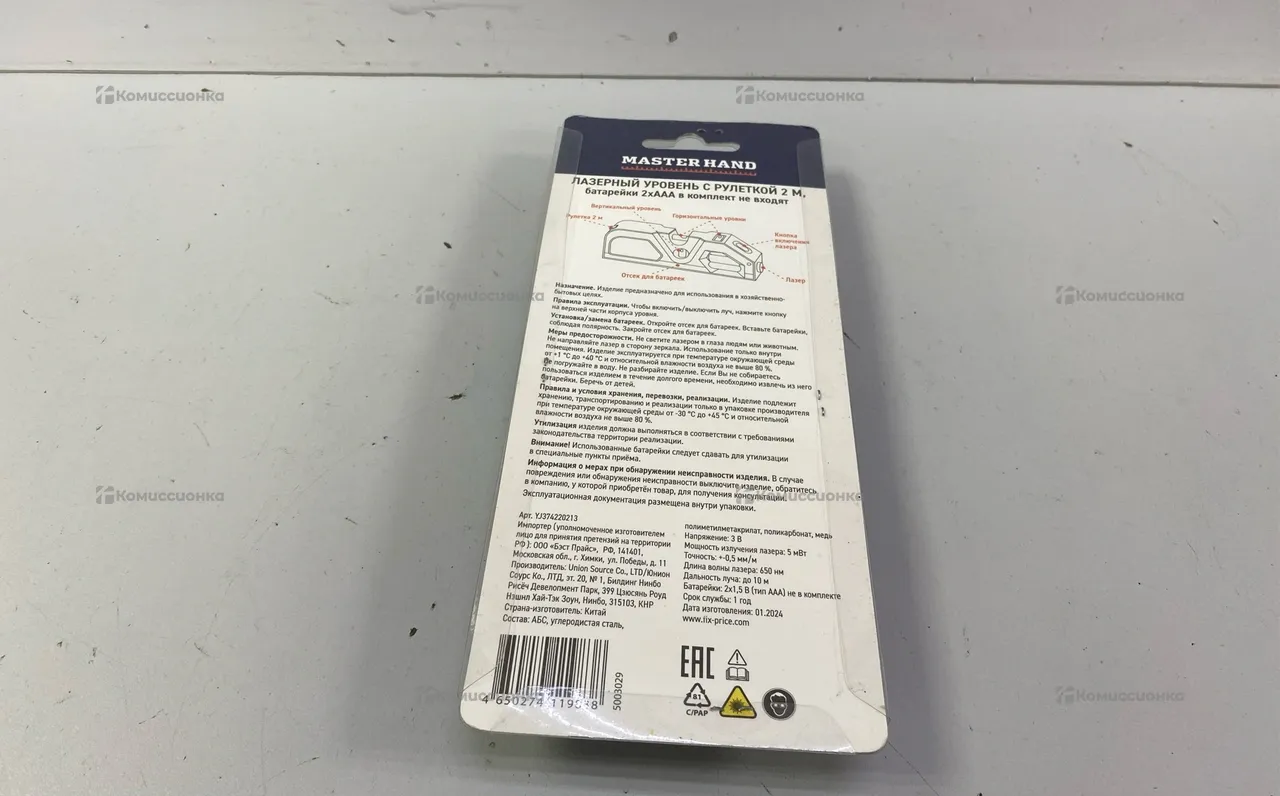 MASTER HAND
ЛАЗЕРНЫЙ УРОВЕНЬ С РУЛЕТКОЙ 2 М,
батарейки 2хААА в комплект не входят
Вертикальный уровень
Горизонтальные уровни
Рулетка 2 м
Кнопка
включения
лазера
Отсек для батареек
Лазер
Назначение. Изделие предназначено для использования в хозяйственно-
бытовых целях.
Правила эксплуатации. Чтобы включить/выключить луч, нажмите кнопку
на верхней части корпуса уровня.
Установка/замена батареек. Откройте отсек для батареек. Вставьте батарейки,
соблюдая полярность. Закройте отсек для батареек.
Меры предосторожности. Не светите лазером в глаза людям или животным.
Не направляйте лазер в сторону зеркала. Использование только внутри
помещения. Изделие эксплуатируется при температуре окружающей среды
от +1 °C до +40 °C и относительной влажности воздуха не выше 80 %.
Не погружайте в воду. Не разбирайте изделие. Если Вы не собираетесь
пользоваться изделием в течение долгого времени, необходимо извлечь из него
батарейки. Беречь от детей.
Правила и условия хранения, перевозки, реализации. Изделие подлежит
хранению, транспортированию и реализации только в упаковке производителя
при температуре окружающей среды от -30 °C до +45 °C и относительной
влажности воздуха не выше 80 %.
Утилизация изделия должна выполняться в соответствии с требованиями
законодательства территории реализации.
Внимание! Использованные батарейки следует сдавать для утилизации
в специальные пункты приёма.
Информация о мерах при обнаружении неисправности изделия. В случае
повреждения или обнаружения неисправности выключите изделие, обратитесь
в компанию, у которой приобретён товар, для получения консультации.
Эксплуатационная документация размещена внутри упаковки.
Арт. YJ374220213
Импортер (уполномоченное изготовителем
лицо для принятия претензий на территории
РФ): ООО «Бэст Прайс», РФ, 141401,
Московская обл., г. Химки, ул. Победы, д. 11
Производитель: Union Source Co., LTD/Юнион
Соурс Ко., ЛТД, эт. 20, № 1, Билдинг Нинбо
Рисёч Девелопмент Парк, 399 Цзюсянь Роуд
Нэшнл Хай-Тэк Зоун, Нинбо, 315103, КНР
Страна-изготовитель: Китай
Состав: АБС, углеродистая сталь,
полиметилметакрилат, поликарбонат, медь
Напряжение: 3 В
Мощность излучения лазера: 5 мВт
Точность: +-0,5 мм/м
Длина волны лазера: 650 нм
Дальность луча: до 10 м
Батарейки: 2х1,5 В (тип ААА) не в комплекте
Срок службы: 1 год
Дата изготовления: 01.2024
www.fix-price.com
4 650274 119
5003029
EAC
81
C/PAP
Комиссионка
Комиссионка
Комиссионка
Комиссионка
Комиссионка
Комиссионка
Комиссионка
Комиссионка